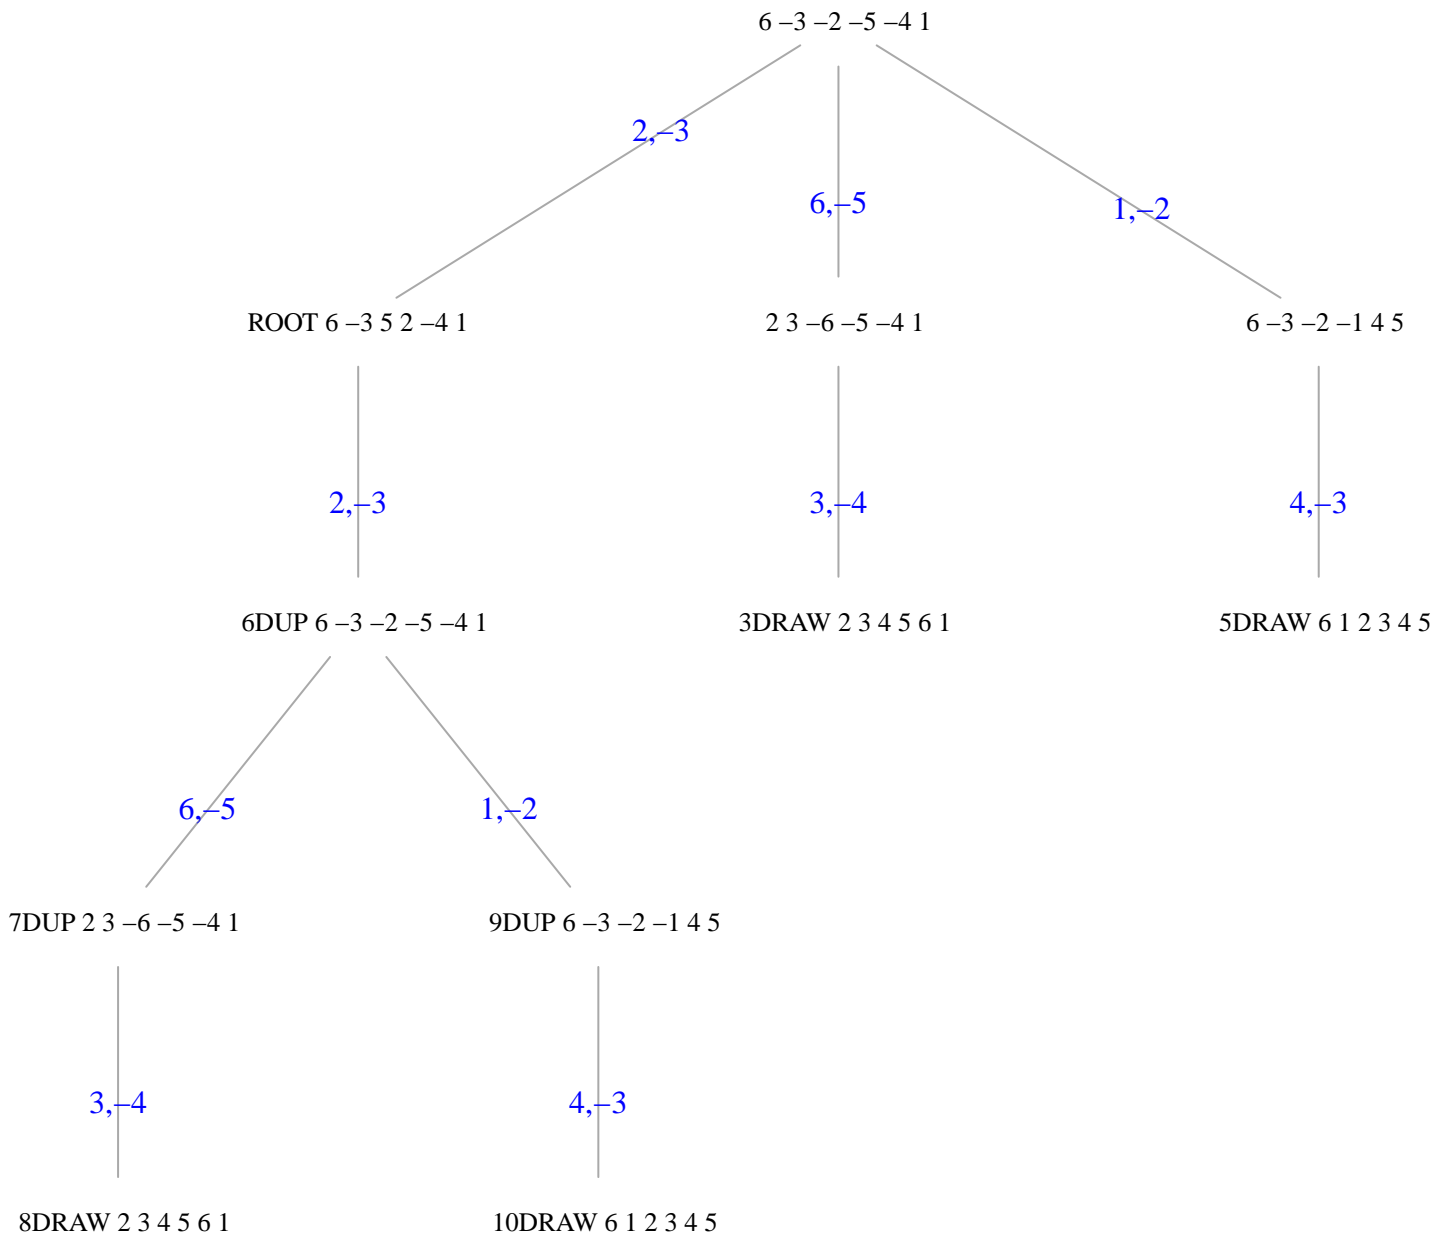 6 –3 –2 –5 –4 1
2,–3
6,–5
1,–2
ROOT 6 –3 5 2 –4 1
2 3 –6 –5 –4 1
6 –3 –2 –1 4 5
2,–3
3,–4
4,–3
6DUP 6 –3 –2 –5 –4 1
3DRAW 2 3 4 5 6 1
5DRAW 6 1 2 3 4 5
6,–5
1,–2
7DUP 2 3 –6 –5 –4 1
9DUP 6 –3 –2 –1 4 5
3,–4
4,–3
8DRAW 2 3 4 5 6 1
10DRAW 6 1 2 3 4 5